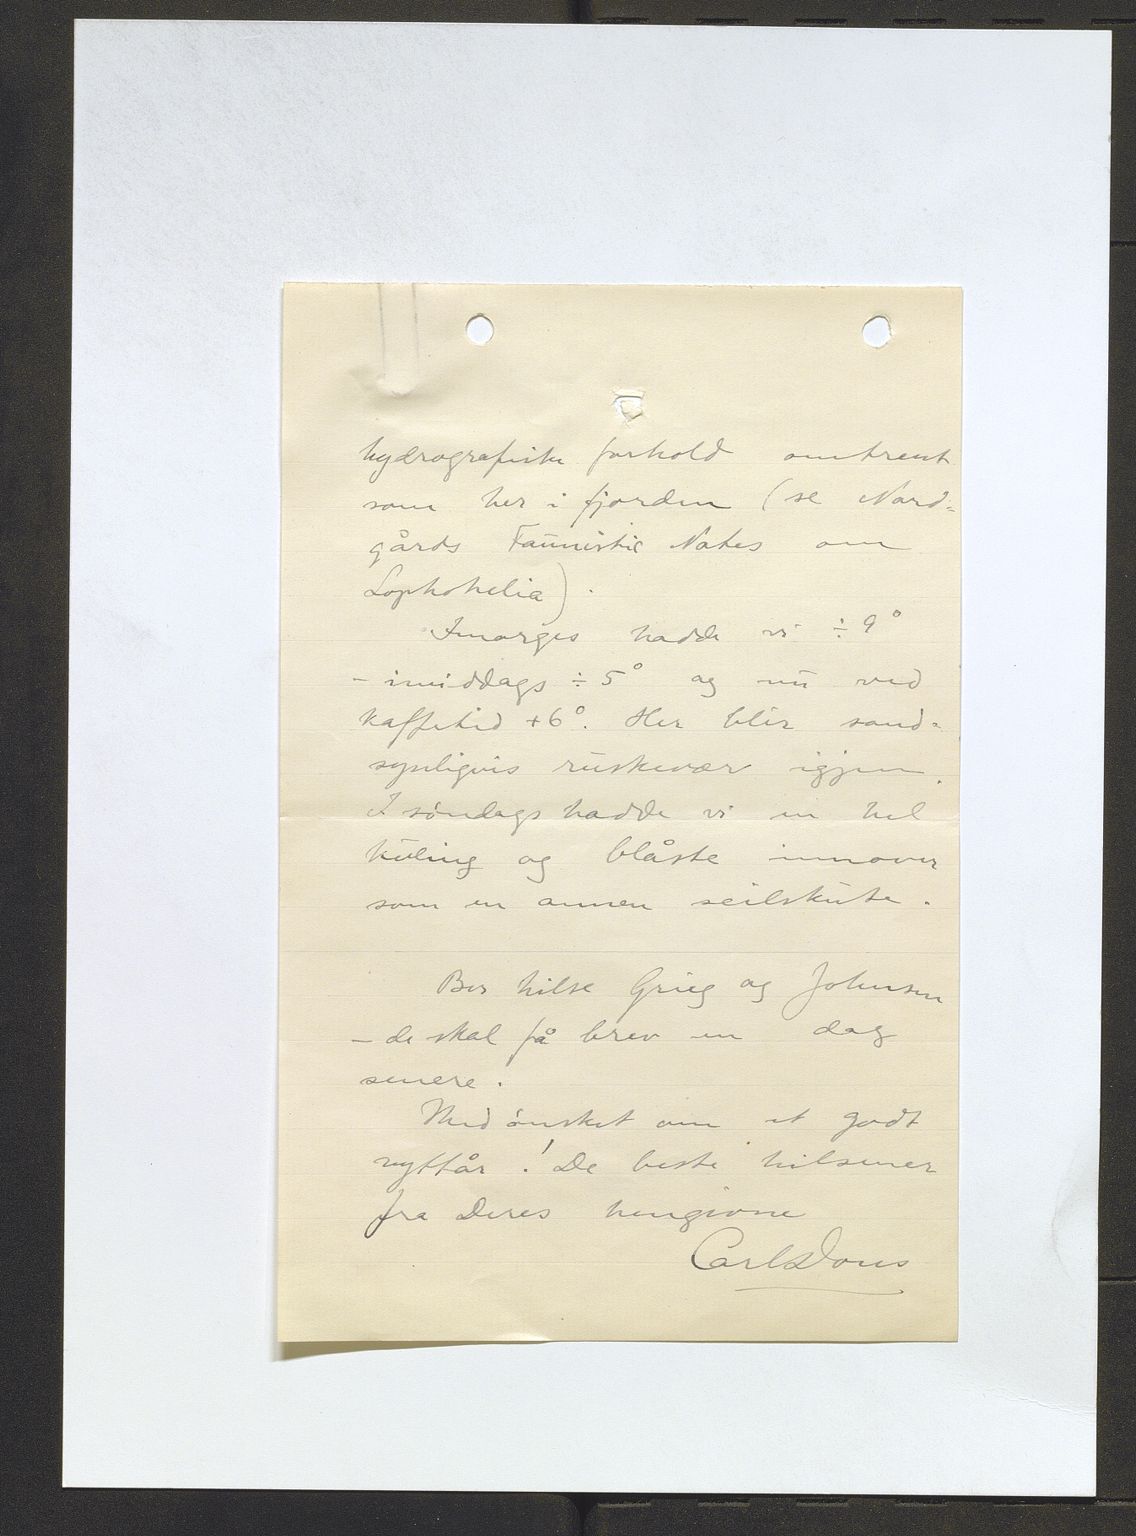 hydrografiske forhold omtrent
som her i fjorden (se Nord=
gårds Faunistic Notes om
Lophohelia).
Imorges hadde vi ÷ 9°
- imiddags ÷ 5° og nu ved
kaffetid +6°. Her blir sand=
synligvis ruskevær igjen.
I søndags hadde vi en hel
kuling og blåste innover
som en annen seilskute.
Ber hilse Grieg og Johnsen
- de skal få brev en dag
senere.
Med ønsket om et godt
nyttår! De beste hilsener
fra Deres hengivne
Carl Dons